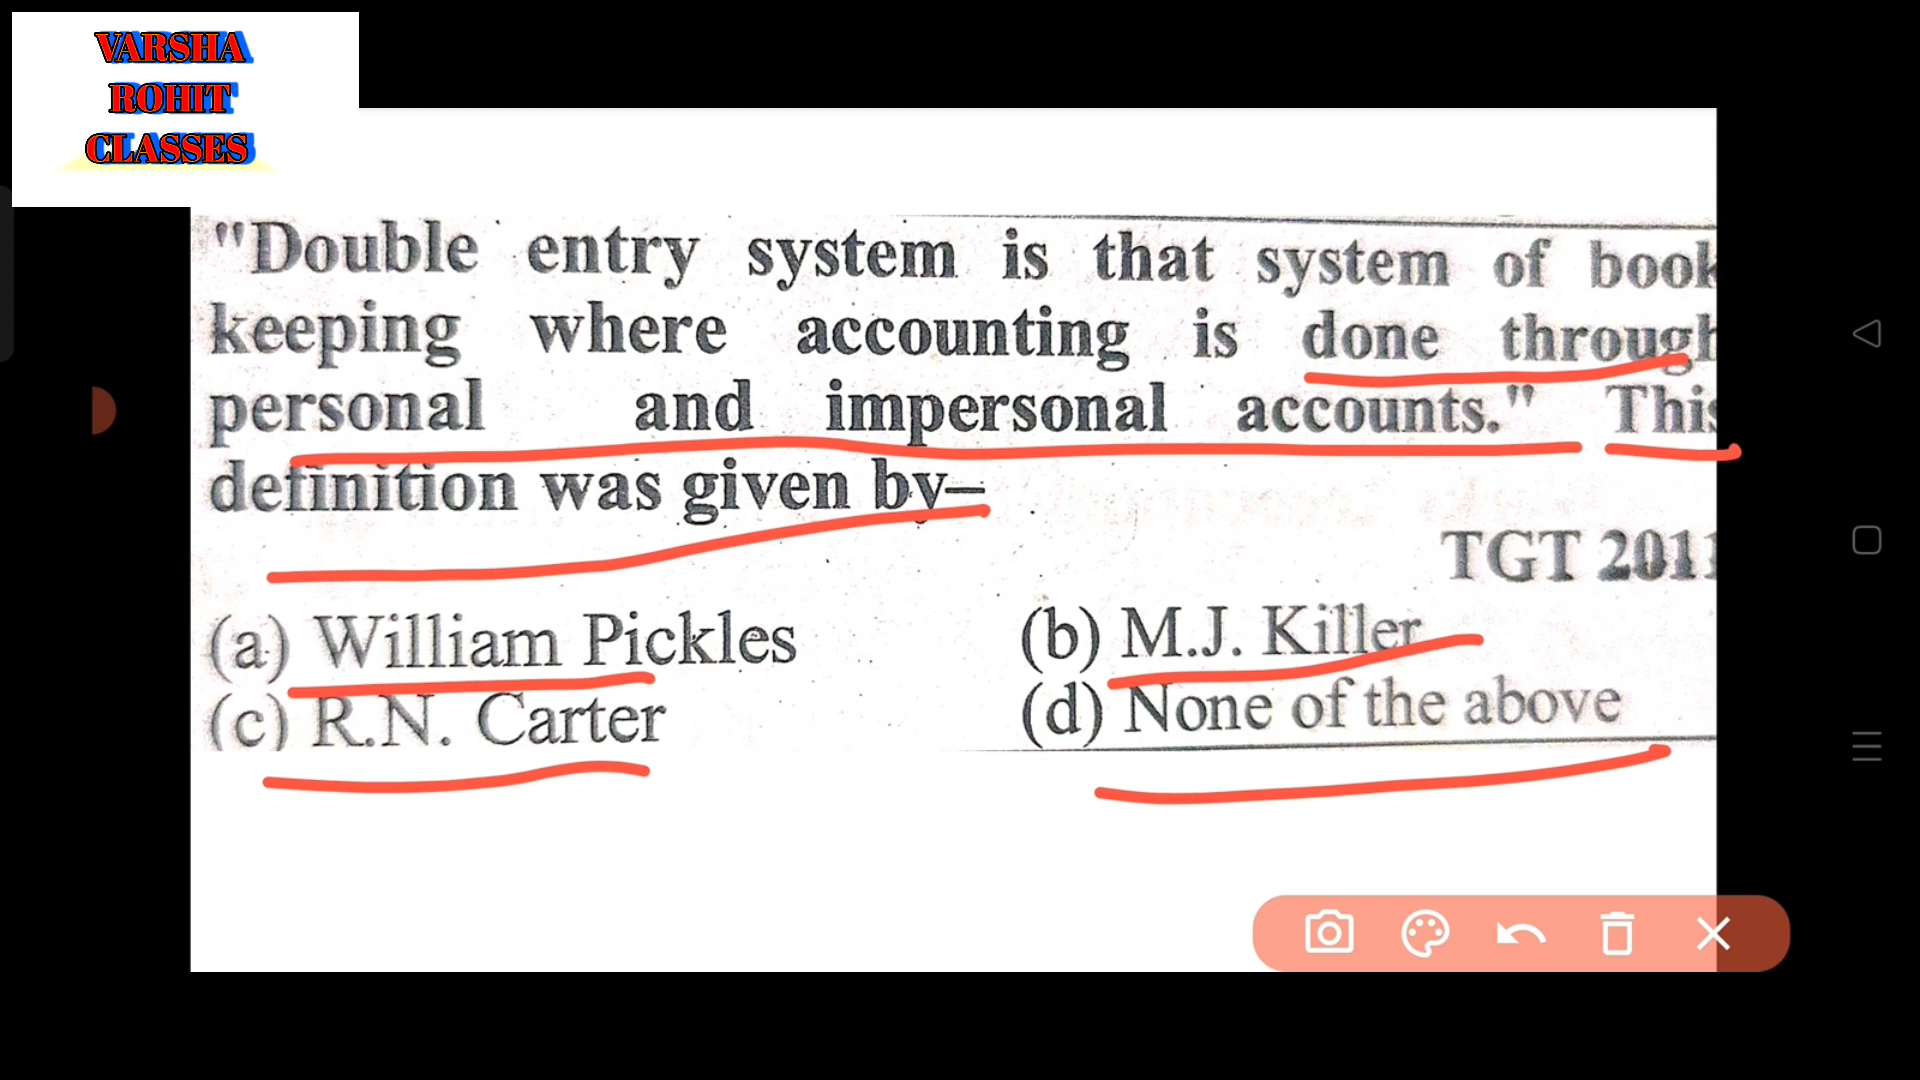 VARSHA
ROHIT
CLASSES
"Double entry system is that system of book
keeping where accounting is done through
personal and impersonal accounts." This
definition was given by–
TGT 2011
(a) William Pickles (b) M.J. Killer
(c) R.N. Carter (d) None of the above